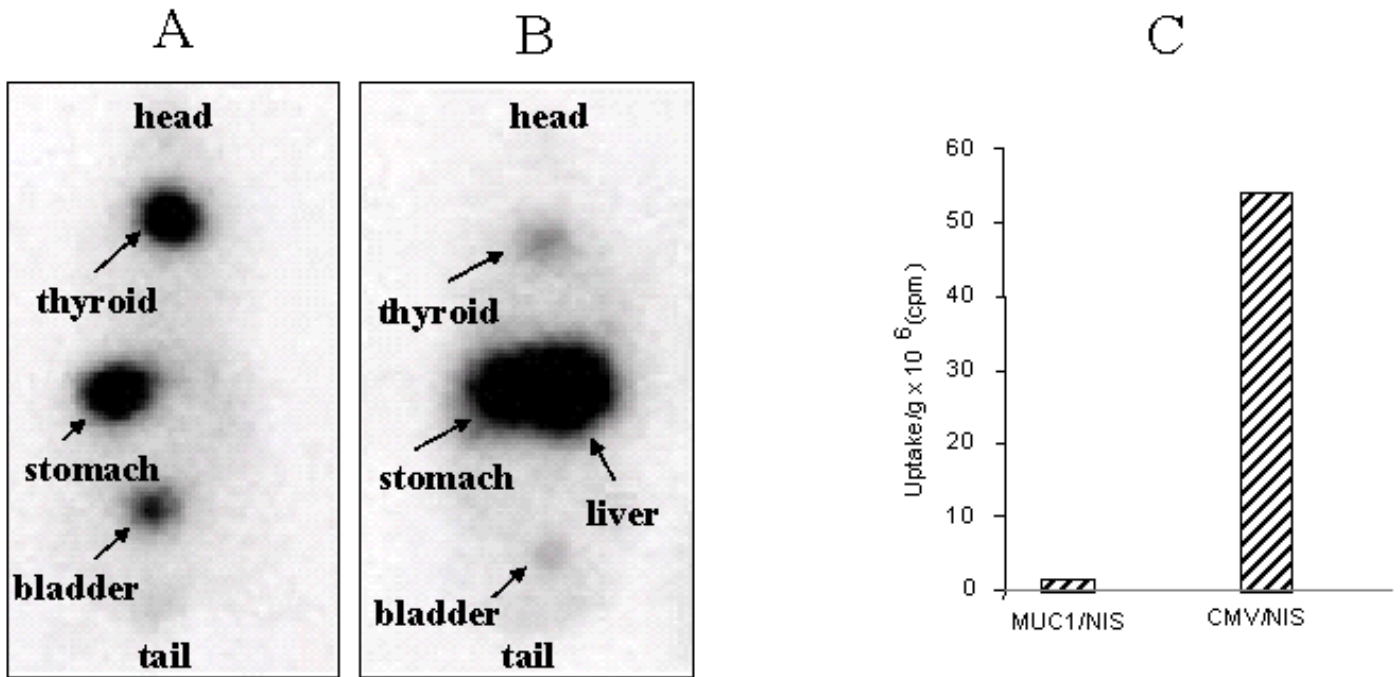 A
head
thyroid
stomach
bladder
tail
B
head
thyroid
stomach
liver
bladder
tail
C
Uptake/g x 10 6 (cpm)
60
50
40
30
20
10
0
MUC1/NIS
CMV/NIS